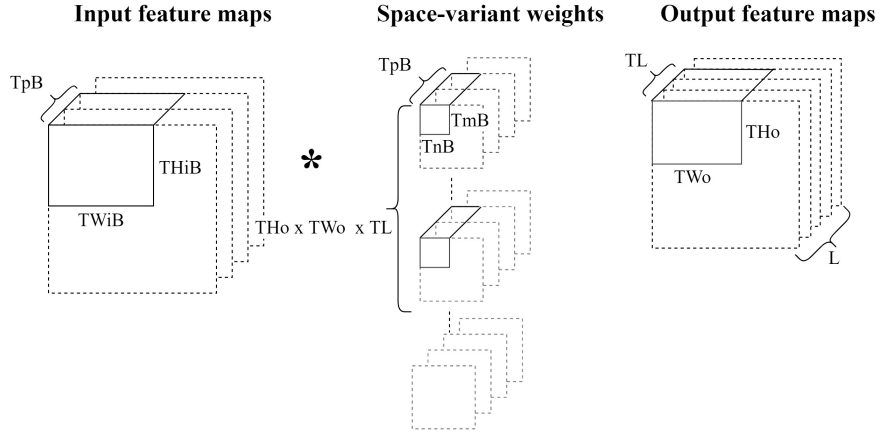 Input feature maps
Space-variant weights
Output feature maps
TpB
THiB
TWiB
*
THo x TWo x TL
TpB
TmB
TnB
TL
THo
TWo
L